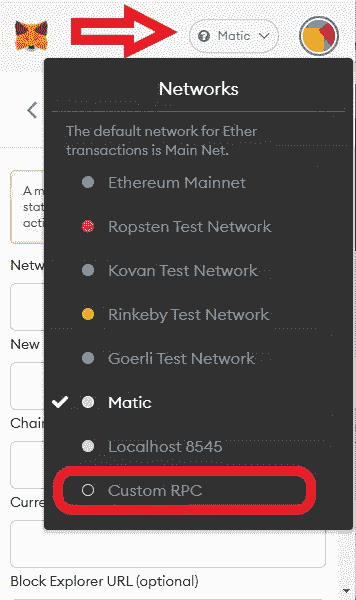 Matic
Networks
The default network for Ether
transactions is Main Net.
Ethereum Mainnet
Ropsten Test Network
Kovan Test Network
Rinkeby Test Network
Goerli Test Network
Matic
Localhost 8545
Custom RPC
A m
stat
acti
Netw
New
Chai
Curre
Block Explorer URL (optional)